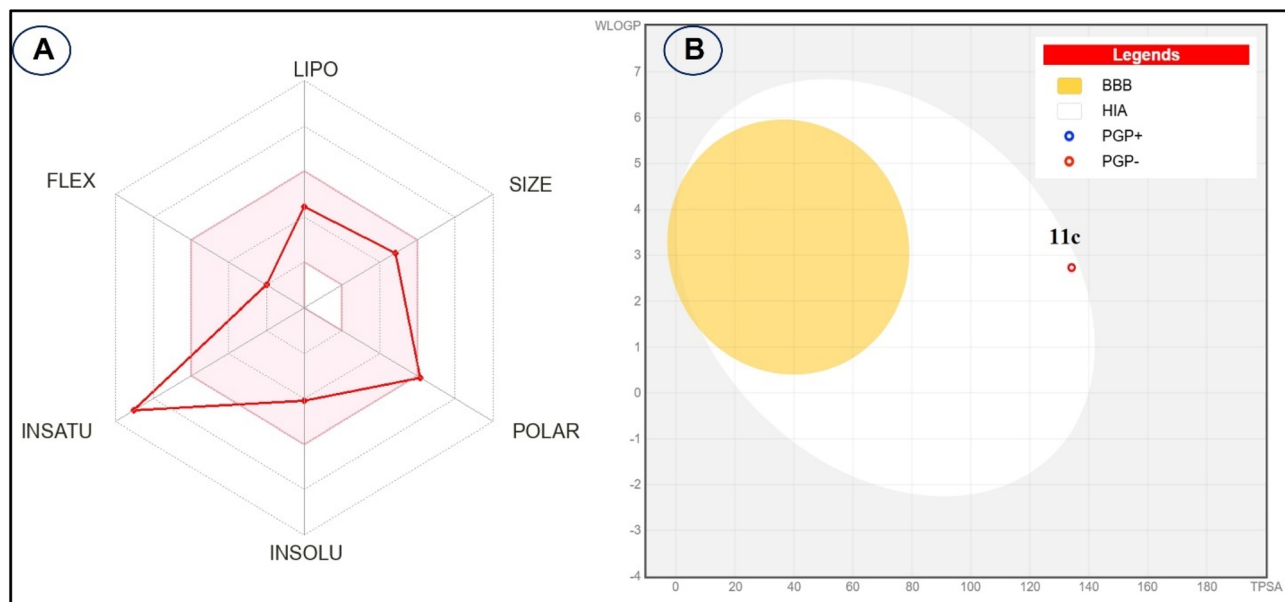 A
LIPO
FLEX
SIZE
INSATU
POLAR
INSOLU
B
WLOGP
Legends
BBB
HIA
PGP+
PGP-
11c
7
6
5
4
3
2
1
0
-1
-2
-3
-4
0 20 40 60 80 100 120 140 160 180 TPSA